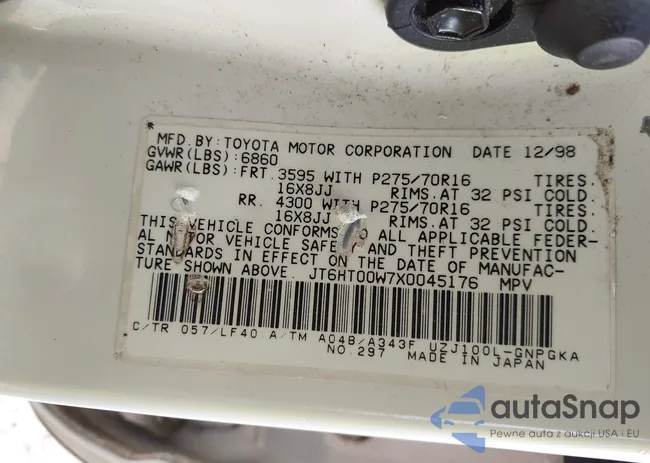 MFD.BY:TOYOTA MOTOR CORPORATION DATE 12/98
GVWR(LBS):6860
GAWR(LBS):FRT.3595 WITH P275/70R16 TIRES.
16X8JJ RIMS.AT 32 PSI COLD.
RR. 4300 WITH P275/70R16 TIRES.
16X8JJ RIMS.AT 32 PSI COLD.
THIS VEHICLE CONFORMS TO ALL APPLICABLE FEDER-
AL MOTOR VEHICLE SAFETY AND THEFT PREVENTION
STANDARDS IN EFFECT ON THE DATE OF MANUFAC-
TURE SHOWN ABOVE. JT6HT00W7X0045176 MPV
C/TR 057/LF40 A/TM A04B/A343F UZJ100L-GNPGKA
NO.297 MADE IN JAPAN
autaSnap
Pewne auta z aukcji USA i EU